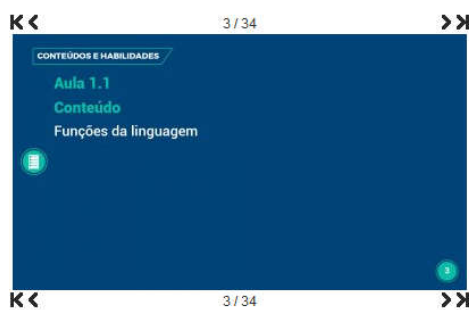 3 / 34
CONTEÚDOS E HABILIDADES
Aula 1.1
Conteúdo
Funções da linguagem
3
3 / 34